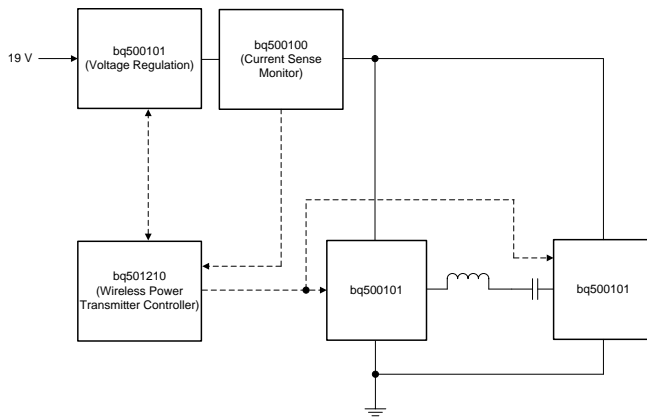 19 V
bq500101
(Voltage Regulation)
bq500100
(Current Sense
Monitor)
bq501210
(Wireless Power
Transmitter Controller)
bq500101
bq500101